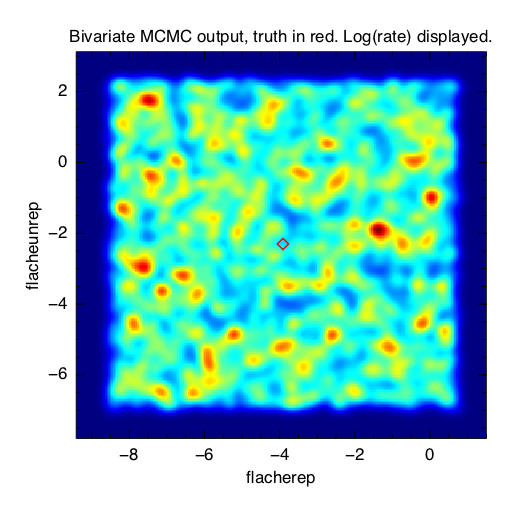 Bivariate MCMC output, truth in red. Log(rate) displayed.
2
0
−2
−4
−6
flacheunrep
−8 −6 −4 −2 0
flacherep